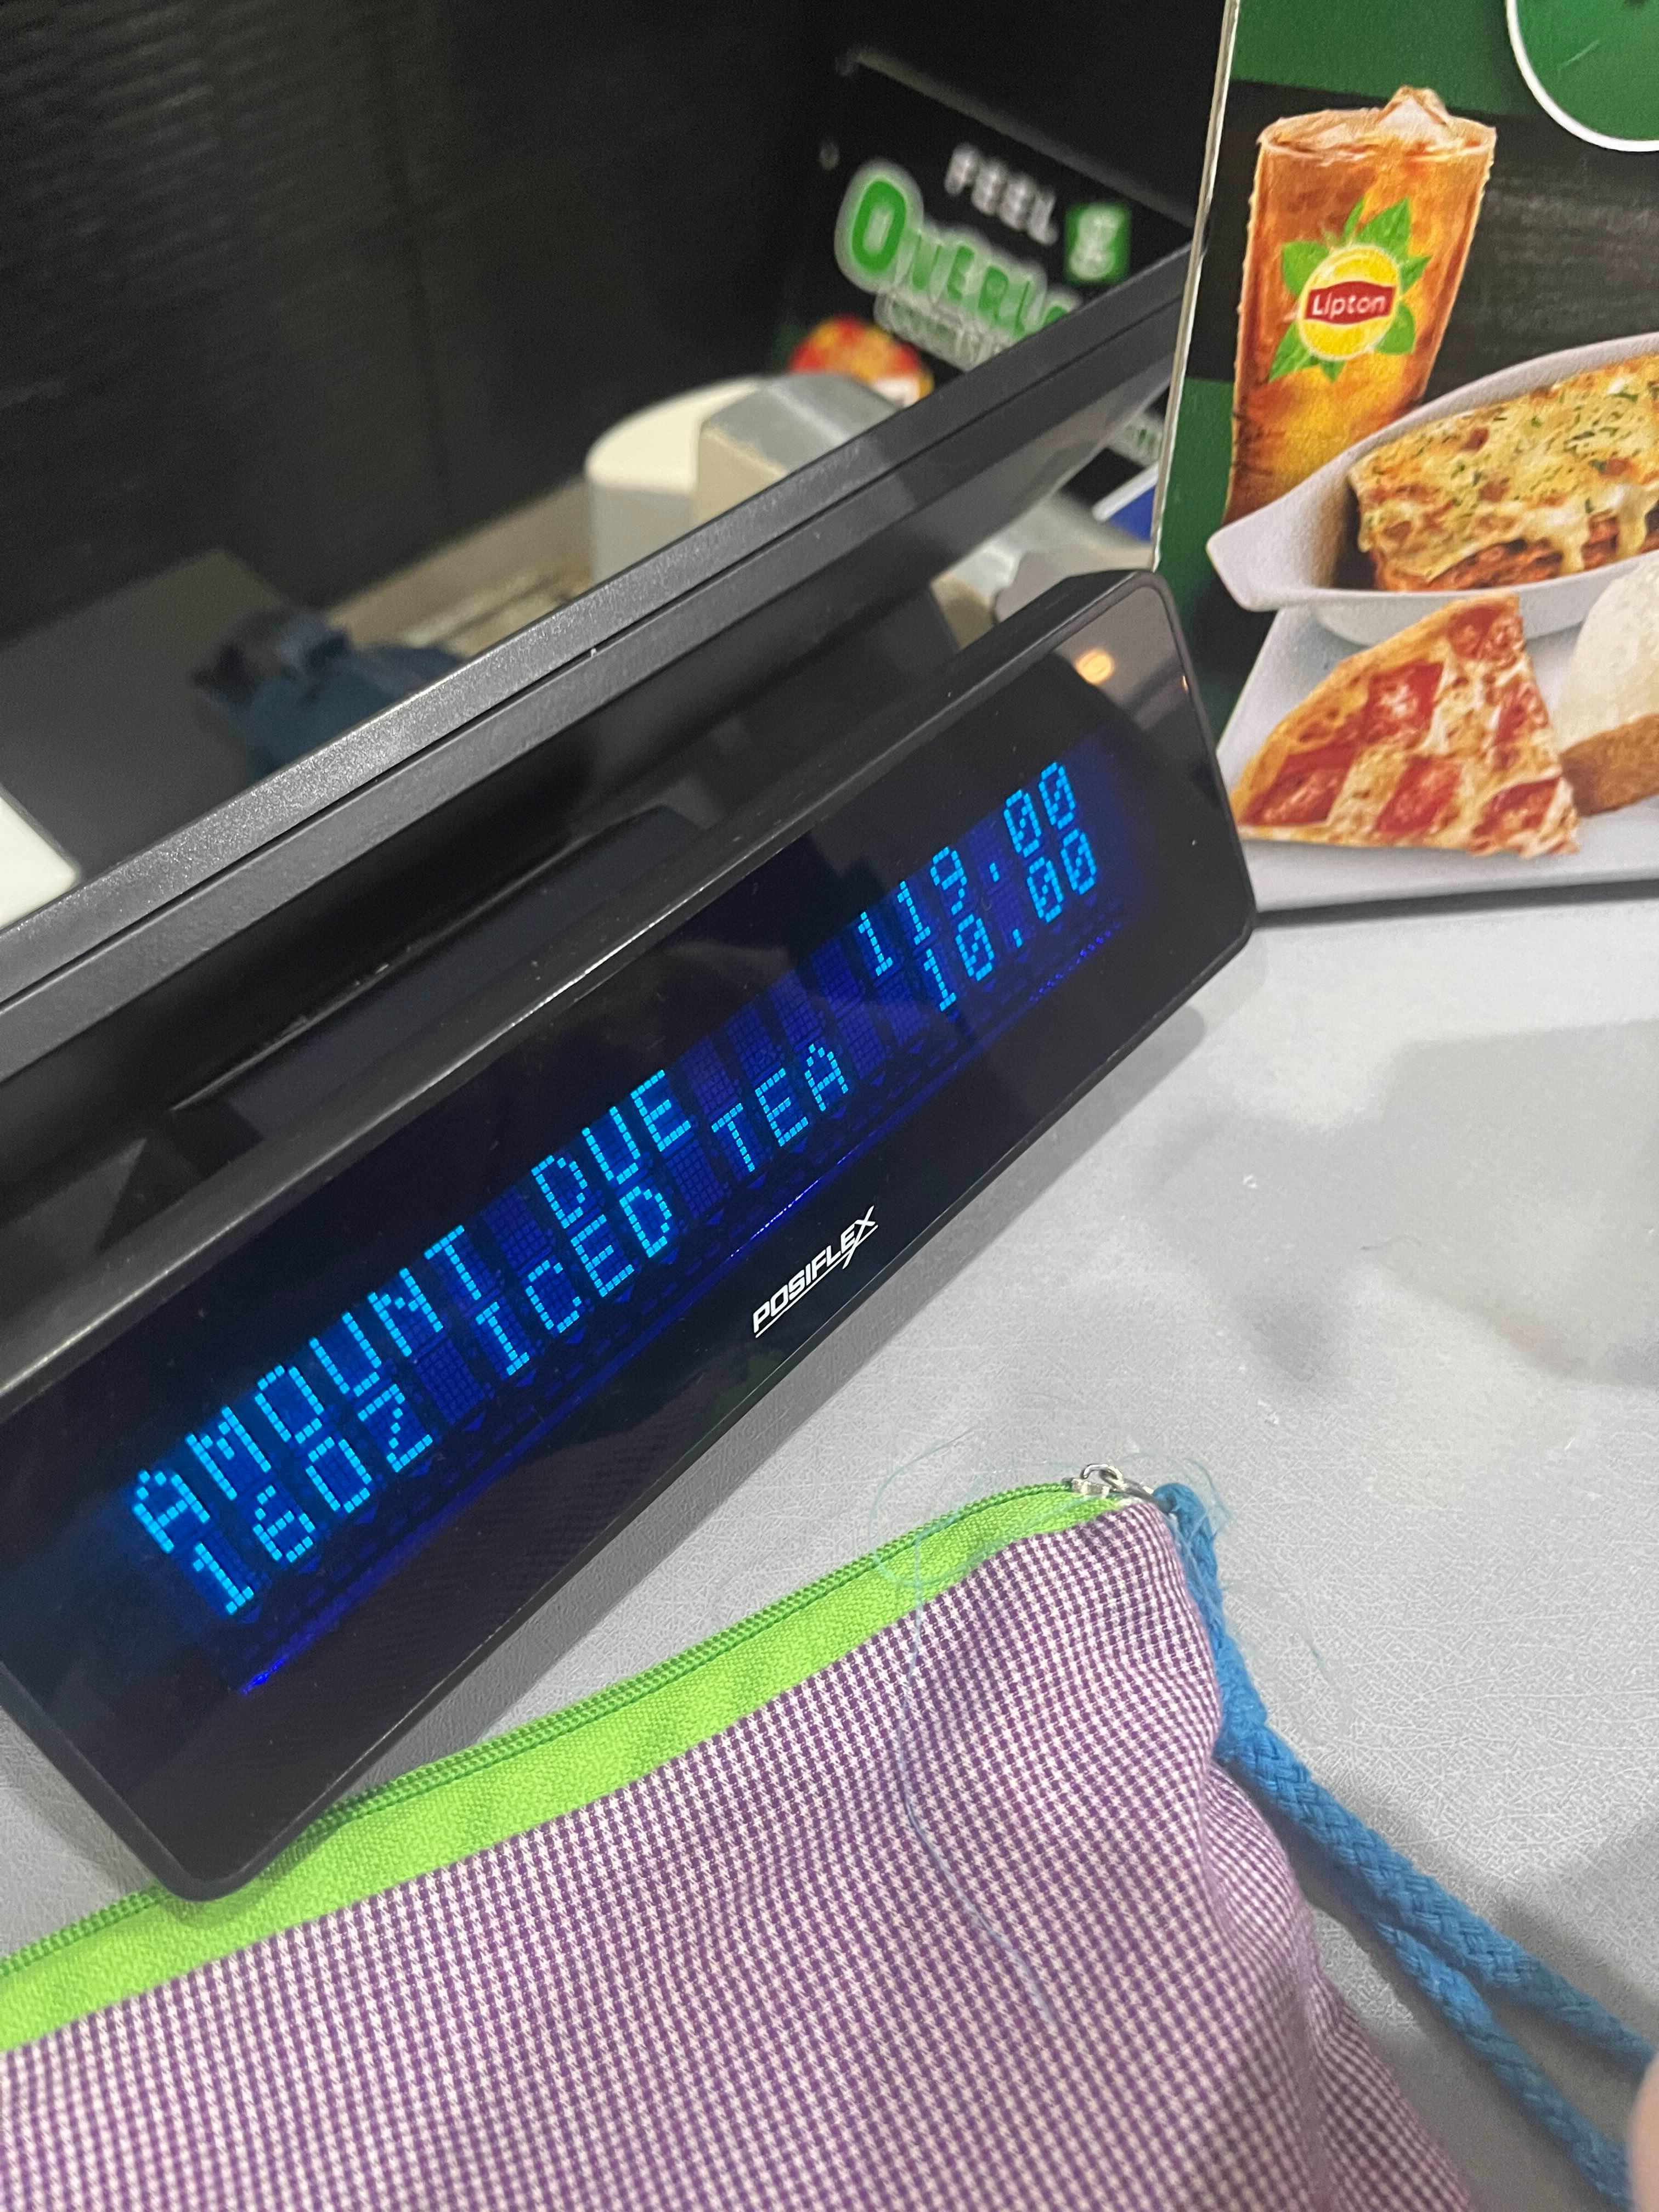 FEEL
Lipton
AMOUNT DUE 119.00
16OZ ICED TEA 10.00
POSIFLEX